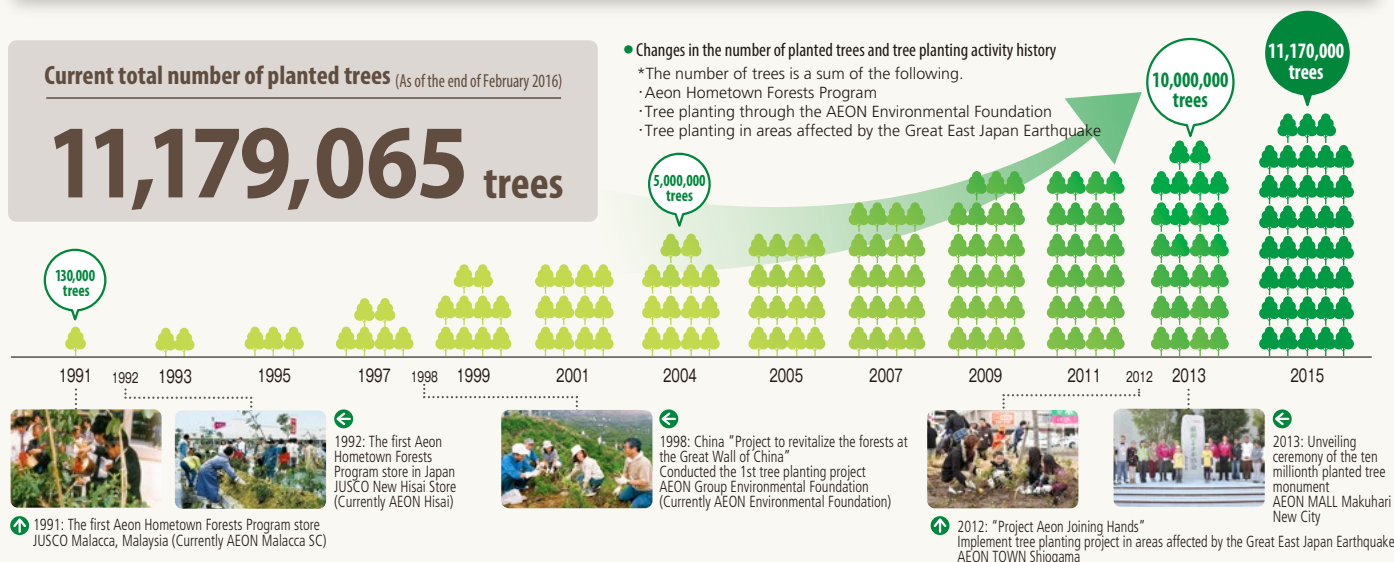 Current total number of planted trees (As of the end of February 2016)
11,179,065 trees
● Changes in the number of planted trees and tree planting activity history
*The number of trees is a sum of the following.
・Aeon Hometown Forests Program
・Tree planting through the AEON Environmental Foundation
・Tree planting in areas affected by the Great East Japan Earthquake
130,000
trees
5,000,000
trees
10,000,000
trees
11,170,000
trees
1991 1992 1993 1995 1997 1998 1999 2001 2004 2005 2007 2009 2011 2012 2013 2015
1991: The first Aeon Hometown Forests Program store
JUSCO Malacca, Malaysia (Currently AEON Malacca SC)
1992: The first Aeon
Hometown Forests
Program store in Japan
JUSCO New Hisai Store
(Currently AEON Hisai)
1998: China "Project to revitalize the forests at
the Great Wall of China"
Conducted the 1st tree planting project
AEON Group Environmental Foundation
(Currently AEON Environmental Foundation)
2012: "Project Aeon Joining Hands"
Implement tree planting project in areas affected by the Great East Japan Earthquake
AEON TOWN Shiogama
2013: Unveiling
ceremony of the ten
millionth planted tree
monument
AEON MALL Makuhari
New City